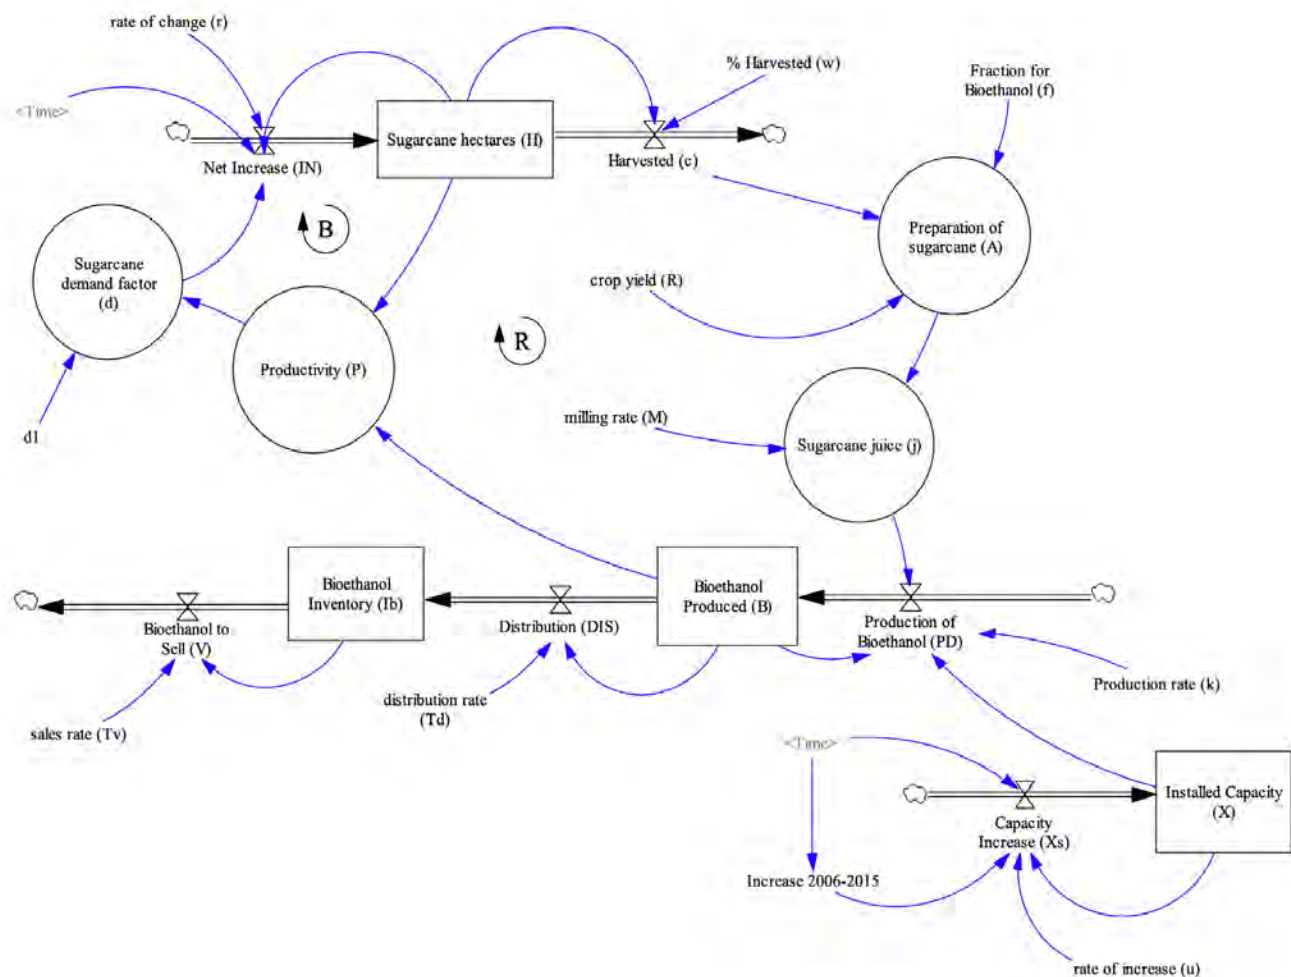 rate of change (r)
% Harvested (w)
Fraction for
Bioethanol (f)
<Time>
Sugarcane hectares (H)
Net Increase (IN)
Harvested (c)
B
Preparation of
sugarcane (A)
Sugarcane
demand factor
(d)
crop yield (R)
R
Productivity (P)
d1
milling rate (M)
Sugarcane juice (j)
Bioethanol
Inventory (Ib)
Bioethanol
Produced (B)
Bioethanol to
Sell (V)
Distribution (DIS)
Production of
Bioethanol (PD)
Production rate (k)
distribution rate
(Td)
sales rate (Tv)
<Time>
Installed Capacity
(X)
Capacity
Increase (Xs)
Increase 2006-2015
rate of increase (u)